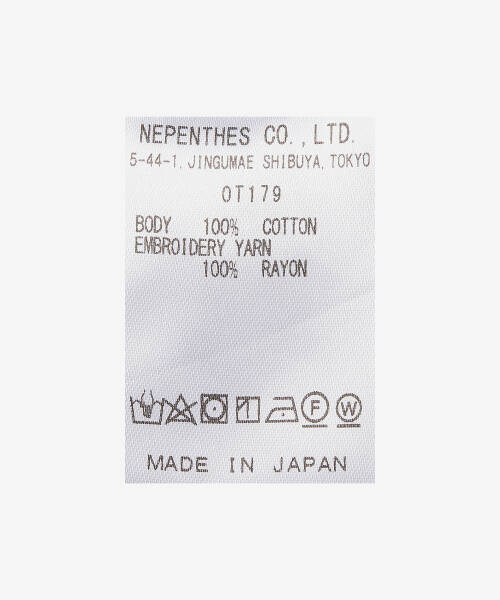 NEPENTHES CO.,LTD.
5-44-1, JINGUMAE SHIBUYA, TOKYO
OT179
BODY 100% COTTON
EMBROIDERY YARN
100% RAYON
F W
MADE IN JAPAN